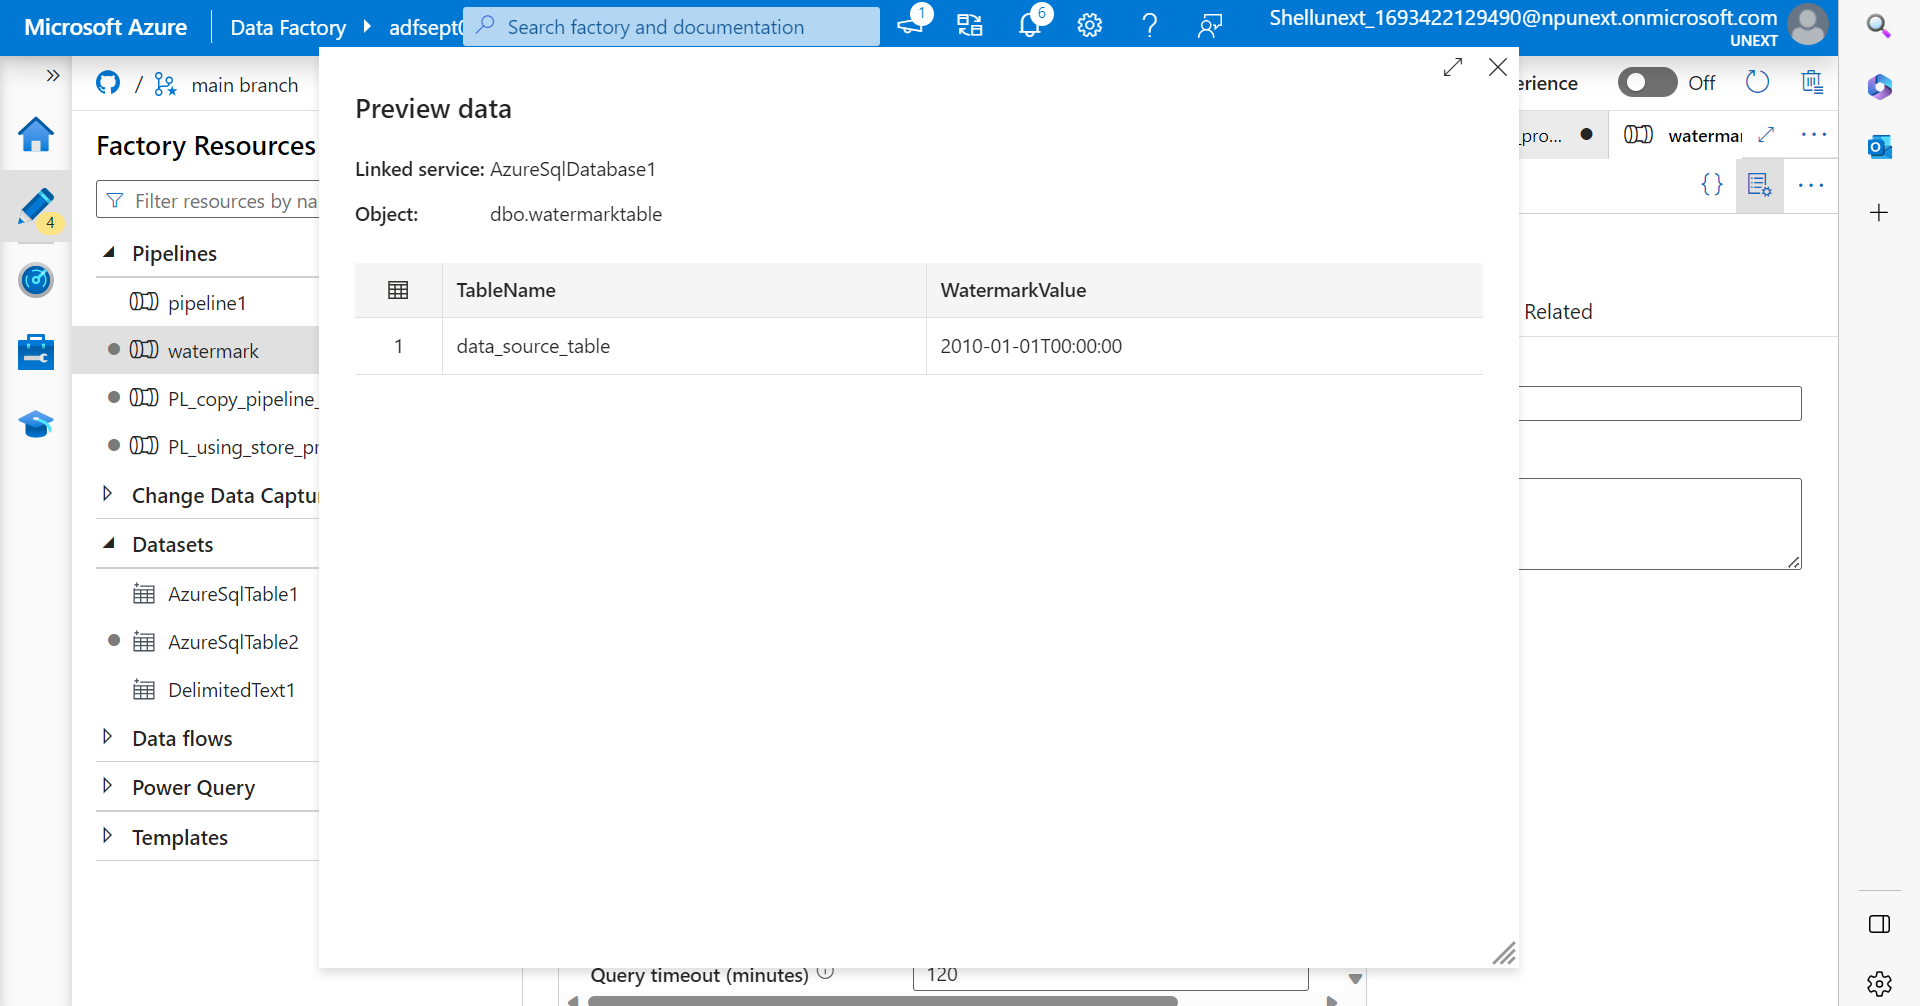 Microsoft Azure
Data Factory
adfsept0
Search factory and documentation
1
6
Shellunext_1693422129490@npunext.onmicrosoft.com
UNEXT
/ main branch
erience
Off
Factory Resources
_pro...
watermar
Filter resources by na
4
Pipelines
pipeline1
watermark
PL_copy_pipeline_
PL_using_store_pr
Change Data Captu
Datasets
AzureSqlTable1
AzureSqlTable2
DelimitedText1
Data flows
Power Query
Templates
Preview data
Linked service: AzureSqlDatabase1
Object: dbo.watermarktable
TableName WatermarkValue
1 data_source_table 2010-01-01T00:00:00
Related
Query timeout (minutes) 120